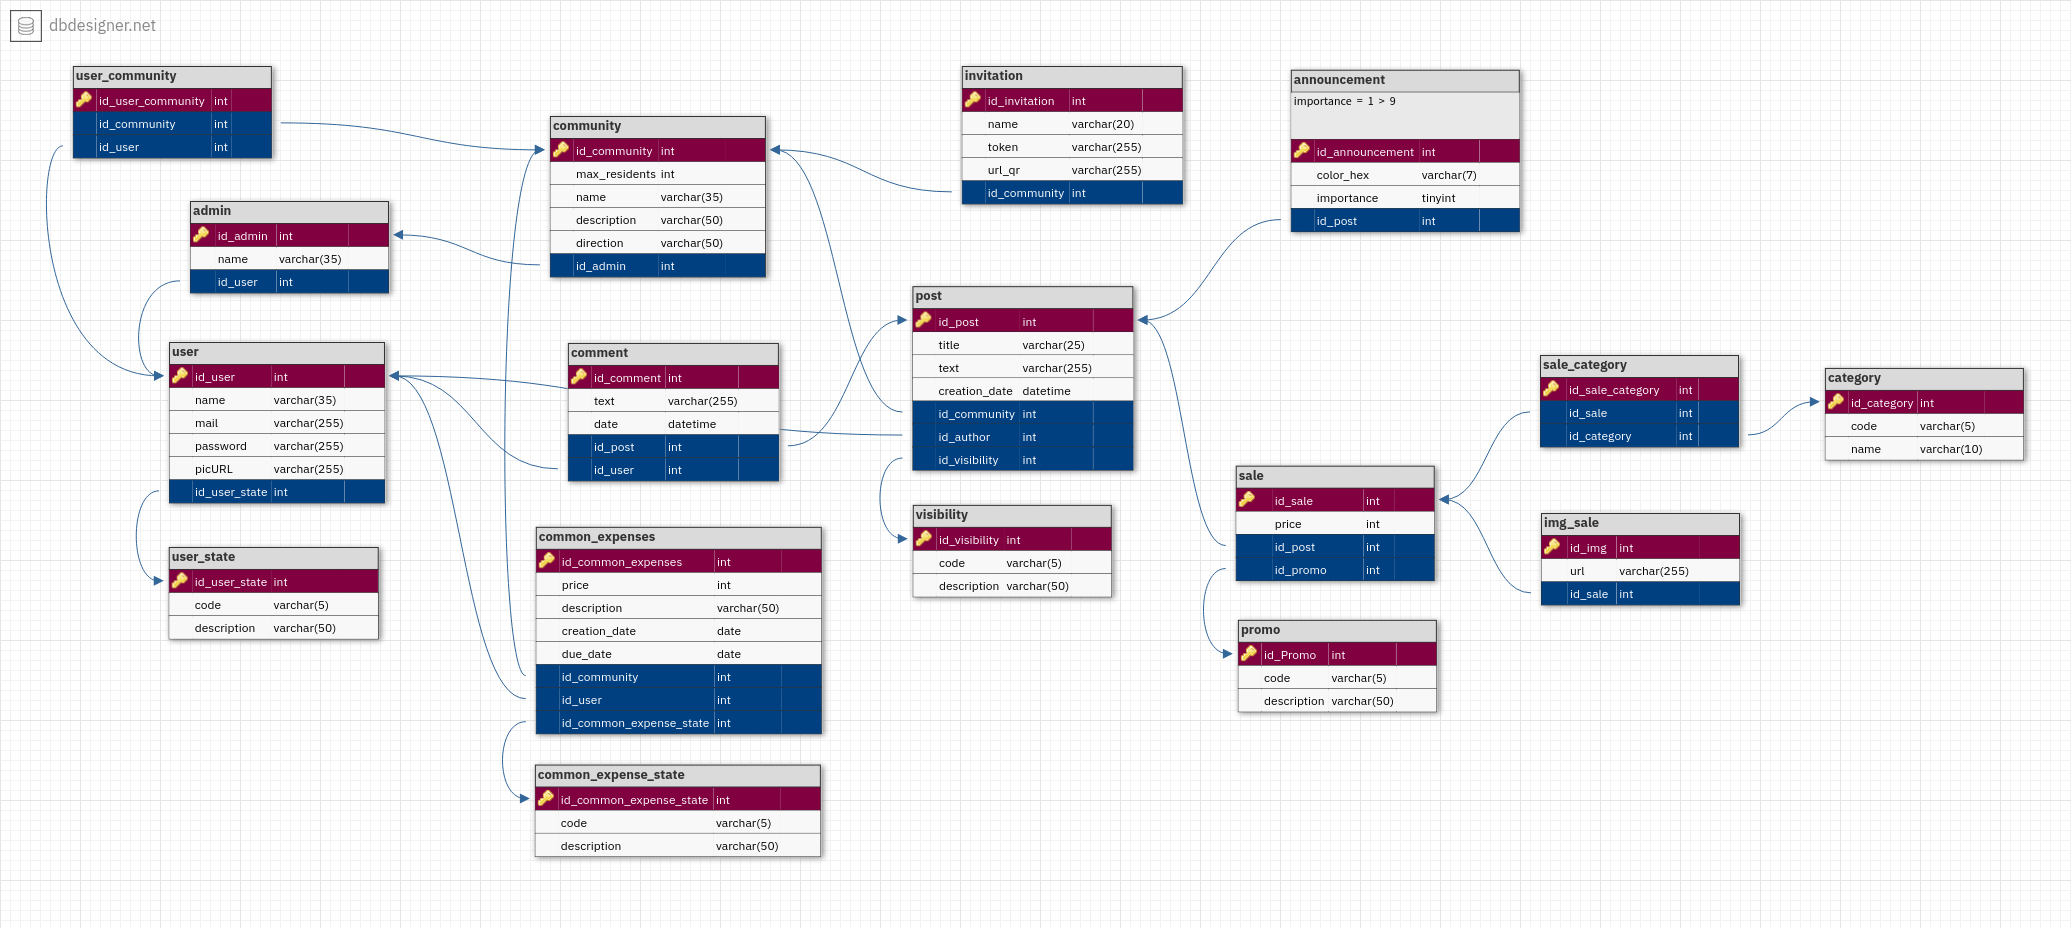 dbdesigner.net
user_community
id_user_community int
id_community int
id_user int
admin
id_admin int
name varchar(35)
id_user int
user
id_user int
name varchar(35)
mail varchar(255)
password varchar(255)
picURL varchar(255)
id_user_state int
user_state
id_user_state int
code varchar(5)
description varchar(50)
community
id_community int
max_residents int
name varchar(35)
description varchar(50)
direction varchar(50)
id_admin int
comment
id_comment int
text varchar(255)
date datetime
id_post int
id_user int
common_expenses
id_common_expenses int
price int
description varchar(50)
creation_date date
due_date date
id_community int
id_user int
id_common_expense_state int
common_expense_state
id_common_expense_state int
code varchar(5)
description varchar(50)
invitation
id_invitation int
name varchar(20)
token varchar(255)
url_qr varchar(255)
id_community int
post
id_post int
title varchar(25)
text varchar(255)
creation_date datetime
id_community int
id_author int
id_visibility int
visibility
id_visibility int
code varchar(5)
description varchar(50)
announcement
importance = 1 > 9
id_announcement int
color_hex varchar(7)
importance tinyint
id_post int
sale
id_sale int
price int
id_post int
id_promo int
promo
id_Promo int
code varchar(5)
description varchar(50)
sale_category
id_sale_category int
id_sale int
id_category int
img_sale
id_img int
url varchar(255)
id_sale int
category
id_category int
code varchar(5)
name varchar(10)